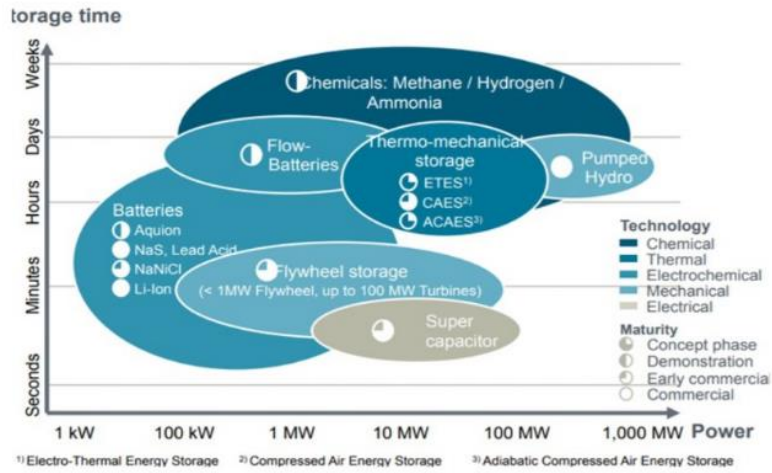 torage time
Weeks
Days
Hours
Minutes
Seconds
Chemicals: Methane / Hydrogen /
Ammonia
Flow-
Batteries
Thermo-mechanical
storage
ETES1)
CAES2)
ACAES3)
Pumped
Hydro
Batteries
Aquion
NaS, Lead Acid
NaNiCl
Li-Ion
Flywheel storage
(< 1MW Flywheel, up to 100 MW Turbines)
Super
capacitor
Technology
Chemical
Thermal
Electrochemical
Mechanical
Electrical
Maturity
Concept phase
Demonstration
Early commercial
Commercial
1 kW 100 kW 1 MW 10 MW 100 MW 1,000 MW Power
1) Electro-Thermal Energy Storage 2) Compressed Air Energy Storage 3) Adiabatic Compressed Air Energy Storage